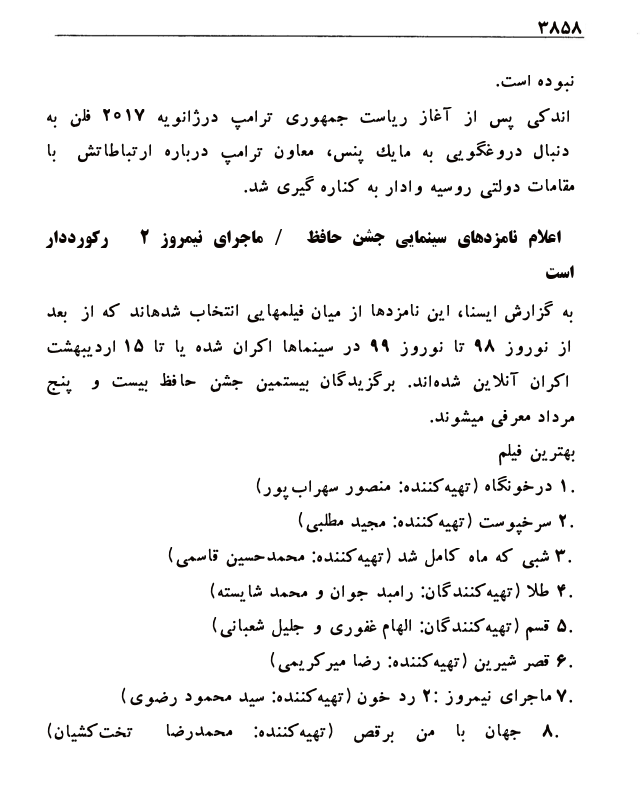 ۳۸۵۸
نبوده است.
اندکی پس از آغاز ریاست جمهوری ترامپ درژانویه ۲۰۱۷ فلن به
دنبال دروغگویی به مایك پنس، معاون ترامپ درباره ارتباطاتش با
مقامات دولتی روسیه وادار به کناره گیری شد.
اعلام نامزدهای سینمایی جشن حافظ / ماجرای نیمروز ۲ رکورددار
است
به گزارش ایسنا، این نامزدها از میان فیلمهایی انتخاب شدهاند که از بعد
از نوروز ۹۸ تا نوروز ۹۹ در سینماها اکران شده یا تا ۱۵ اردیبهشت
اکران آنلاین شده‌اند. برگزیدگان بیستمین جشن حافظ بیست و پنج
مرداد معرفی میشوند.
بهترین فیلم
.۱ درخونگاه (تهیه‌کننده: منصور سهراب‌پور)
.۲ سرخپوست (تهیه‌کننده: مجید مطلبی)
.۳ شبی که ماه کامل شد (تهیه‌کننده: محمدحسین قاسمی)
.۴ طلا (تهیه‌کنندگان: رامبد جوان و محمد شایسته)
.۵ قسم (تهیه‌کنندگان: الهام غفوری و جلیل شعبانی)
.۶ قصر شیرین (تهیه‌کننده: رضا میرکریمی)
.۷ ماجرای نیمروز :۲ رد خون (تهیه‌کننده: سید محمود رضوی)
.۸ جهان با من برقص (تهیه‌کننده: محمدرضا تخت‌کشیان)